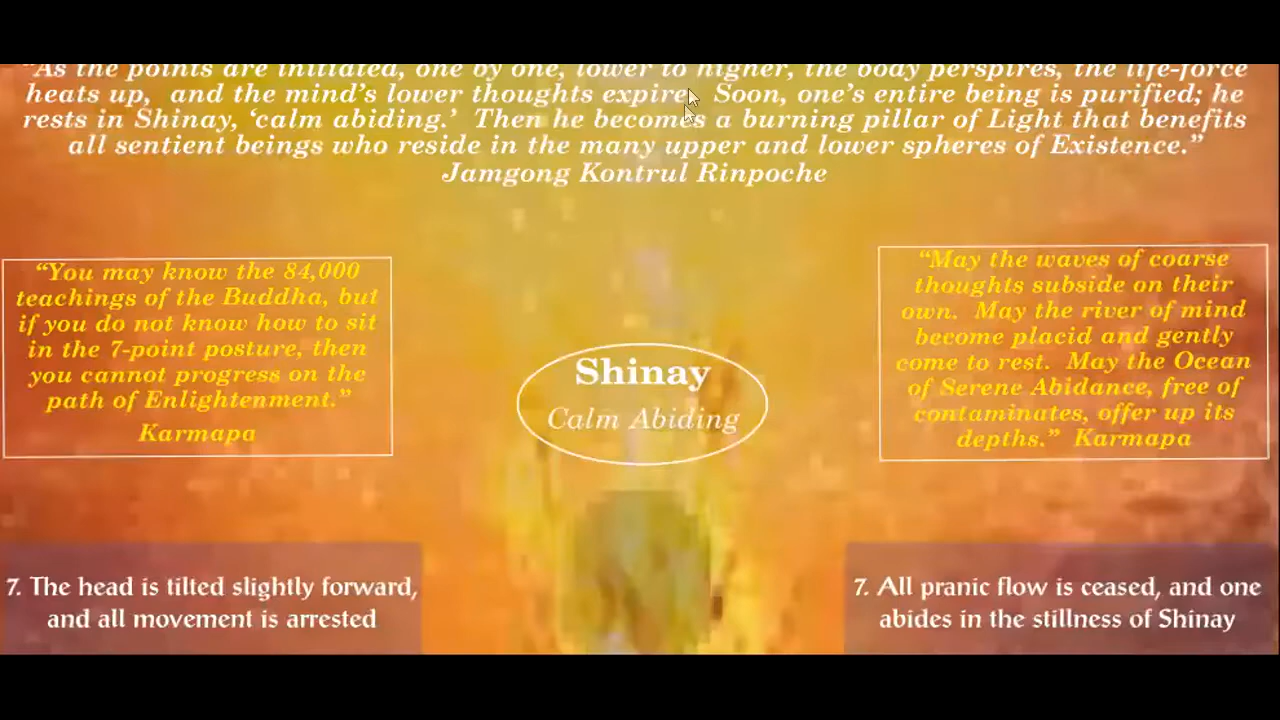 "As the points are initiated, one by one, lower to higher, the body perspires, the life-force
heats up, and the mind's lower thoughts expire. Soon, one's entire being is purified; he
rests in Shinay, 'calm abiding.' Then he becomes a burning pillar of Light that benefits
all sentient beings who reside in the many upper and lower spheres of Existence."
Jamgong Kontrul Rinpoche
"You may know the 84,000
teachings of the Buddha, but
if you do not know how to sit
in the 7-point posture, then
you cannot progress on the
path of Enlightenment."
Karmapa
Shinay
Calm Abiding
"May the waves of coarse
thoughts subside on their
own. May the river of mind
become placid and gently
come to rest. May the Ocean
of Serene Abidance, free of
contaminates, offer up its
depths." Karmapa
7. The head is tilted slightly forward,
and all movement is arrested
7. All pranic flow is ceased, and one
abides in the stillness of Shinay